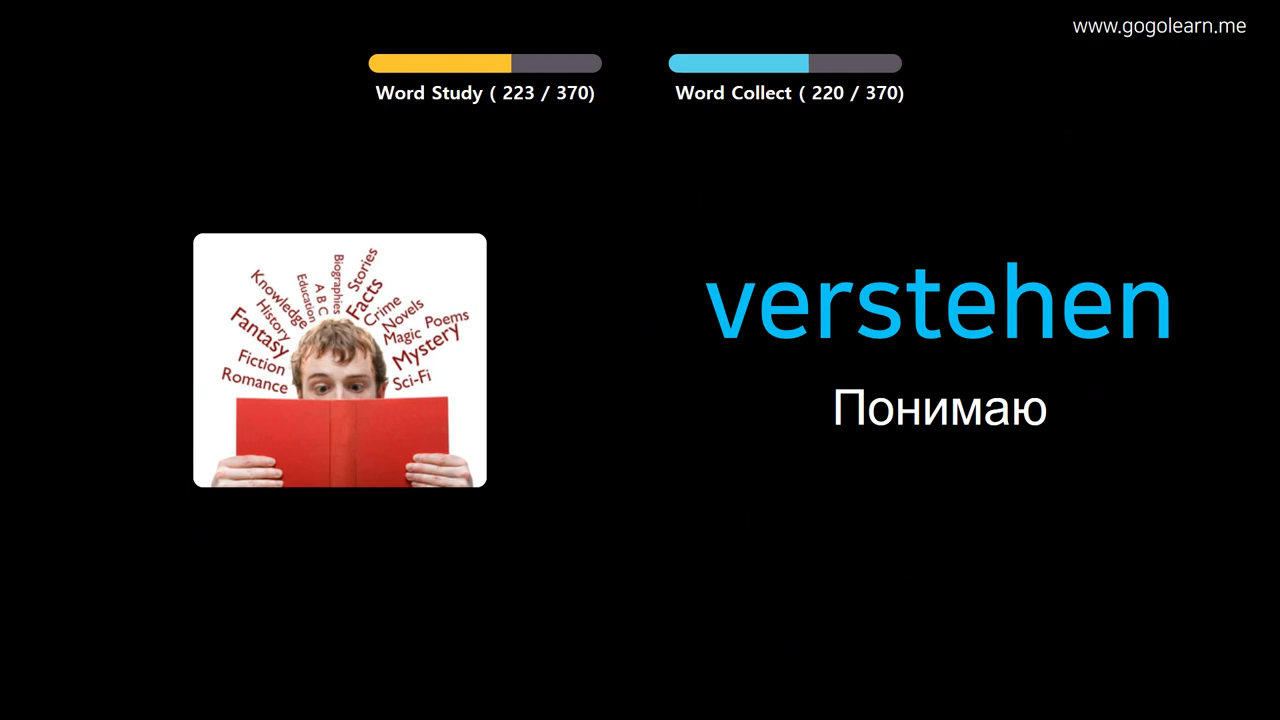 www.gogolearn.me
Word Study ( 223 / 370)
Word Collect ( 220 / 370)
verstehen
Понимаю
Knowledge
History
Fantasy
Fiction
Romance
Education
A B C
Biographies
Stories
Facts
Crime
Novels
Magic
Poems
Mystery
Sci-Fi